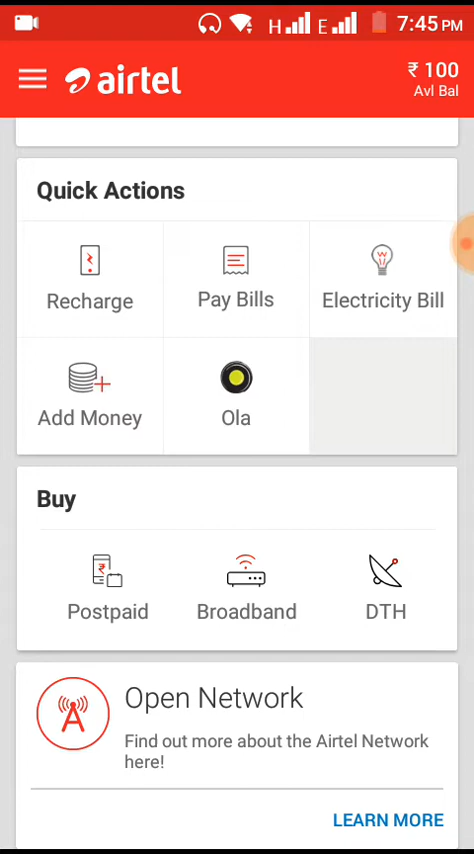 H E 7:45 PM
airtel
₹ 100
Avl Bal
Quick Actions
Recharge
Pay Bills
Electricity Bill
Add Money
Ola
Buy
Postpaid
Broadband
DTH
Open Network
Find out more about the Airtel Network
here!
LEARN MORE